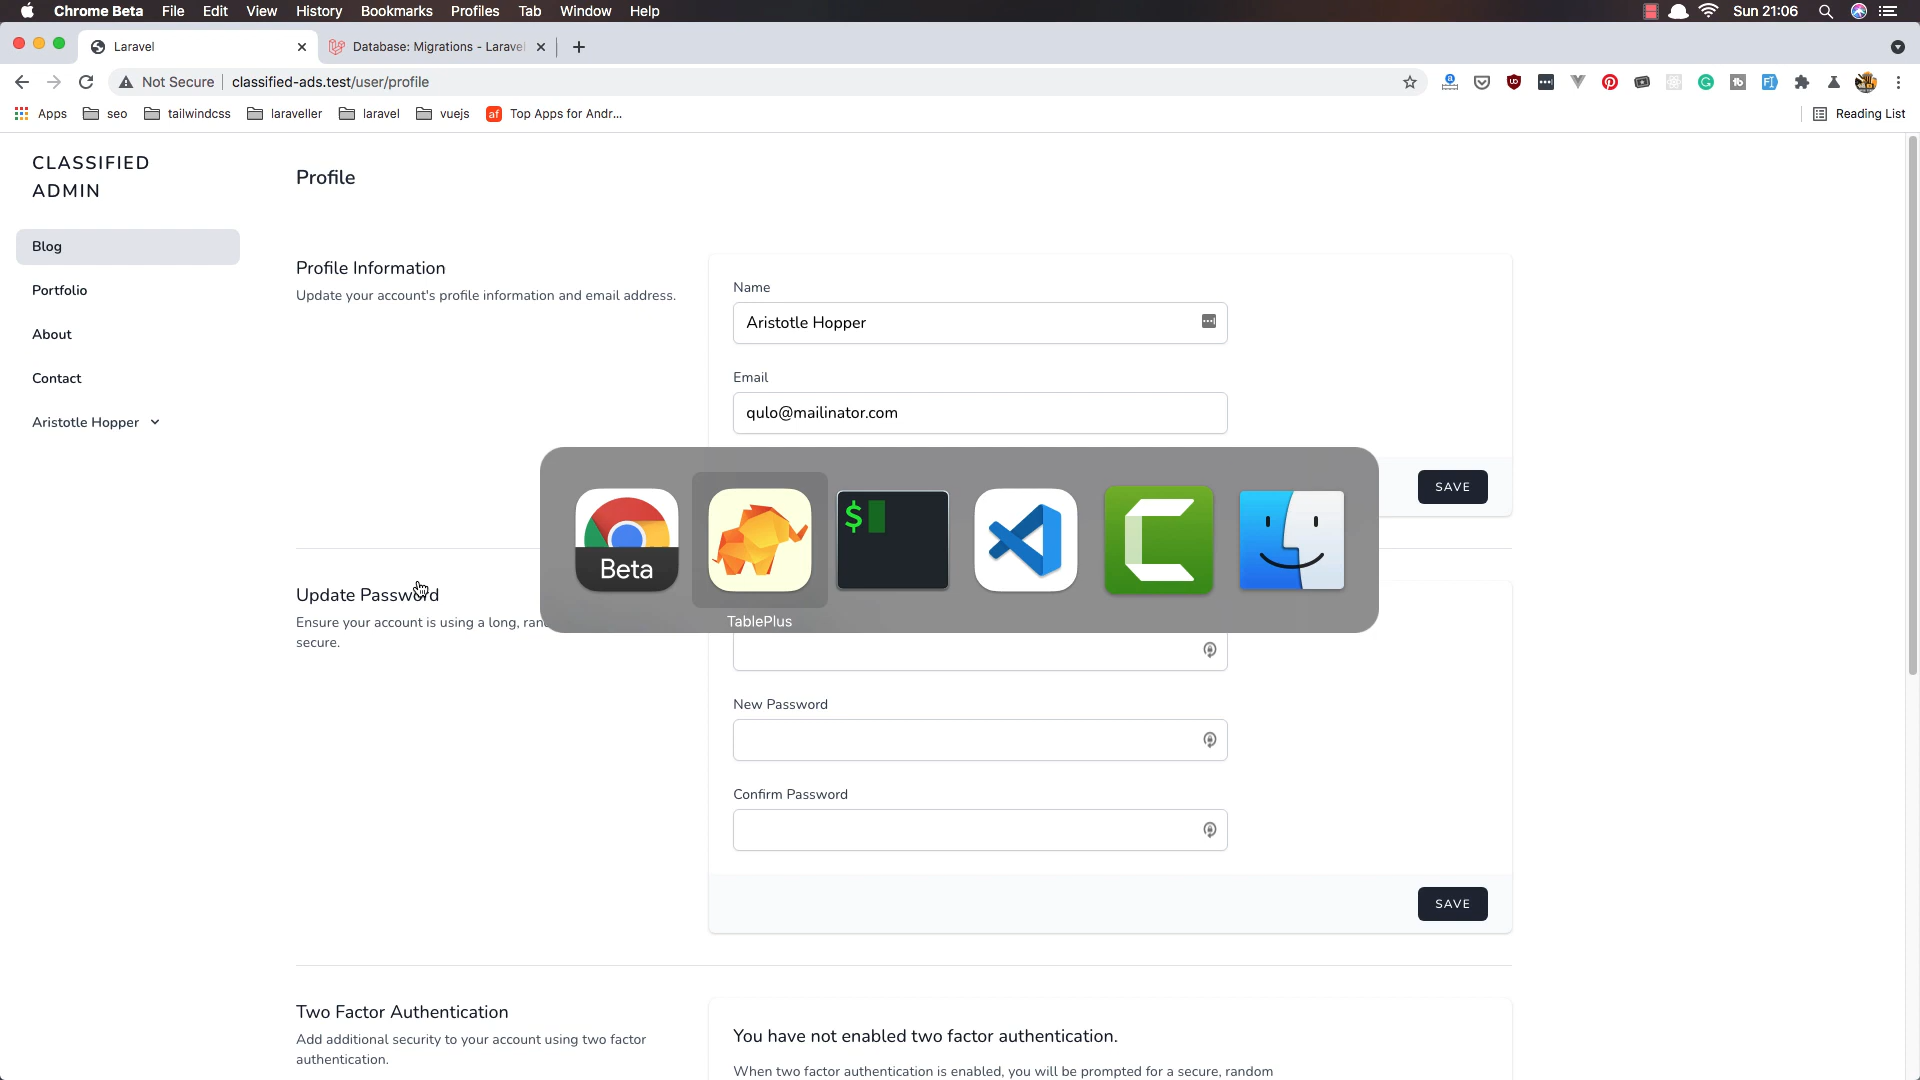 Chrome Beta File Edit View History Bookmarks Profiles Tab Window Help Sun 21:06
Laravel Database: Migrations - Laravel
Not Secure classified-ads.test/user/profile
Apps seo tailwindcss laraveller laravel vuejs af Top Apps for Andr... Reading List
CLASSIFIED
ADMIN
Blog
Portfolio
About
Contact
Aristotle Hopper
Profile
Profile Information
Update your account's profile information and email address.
Name
Aristotle Hopper
Email
qulo@mailinator.com
SAVE
Beta
$
TablePlus
Update Password
Ensure your account is using a long,
secure.
New Password
Confirm Password
SAVE
Two Factor Authentication
Add additional security to your account using two factor
authentication.
You have not enabled two factor authentication.
When two factor authentication is enabled, you will be prompted for a secure, random